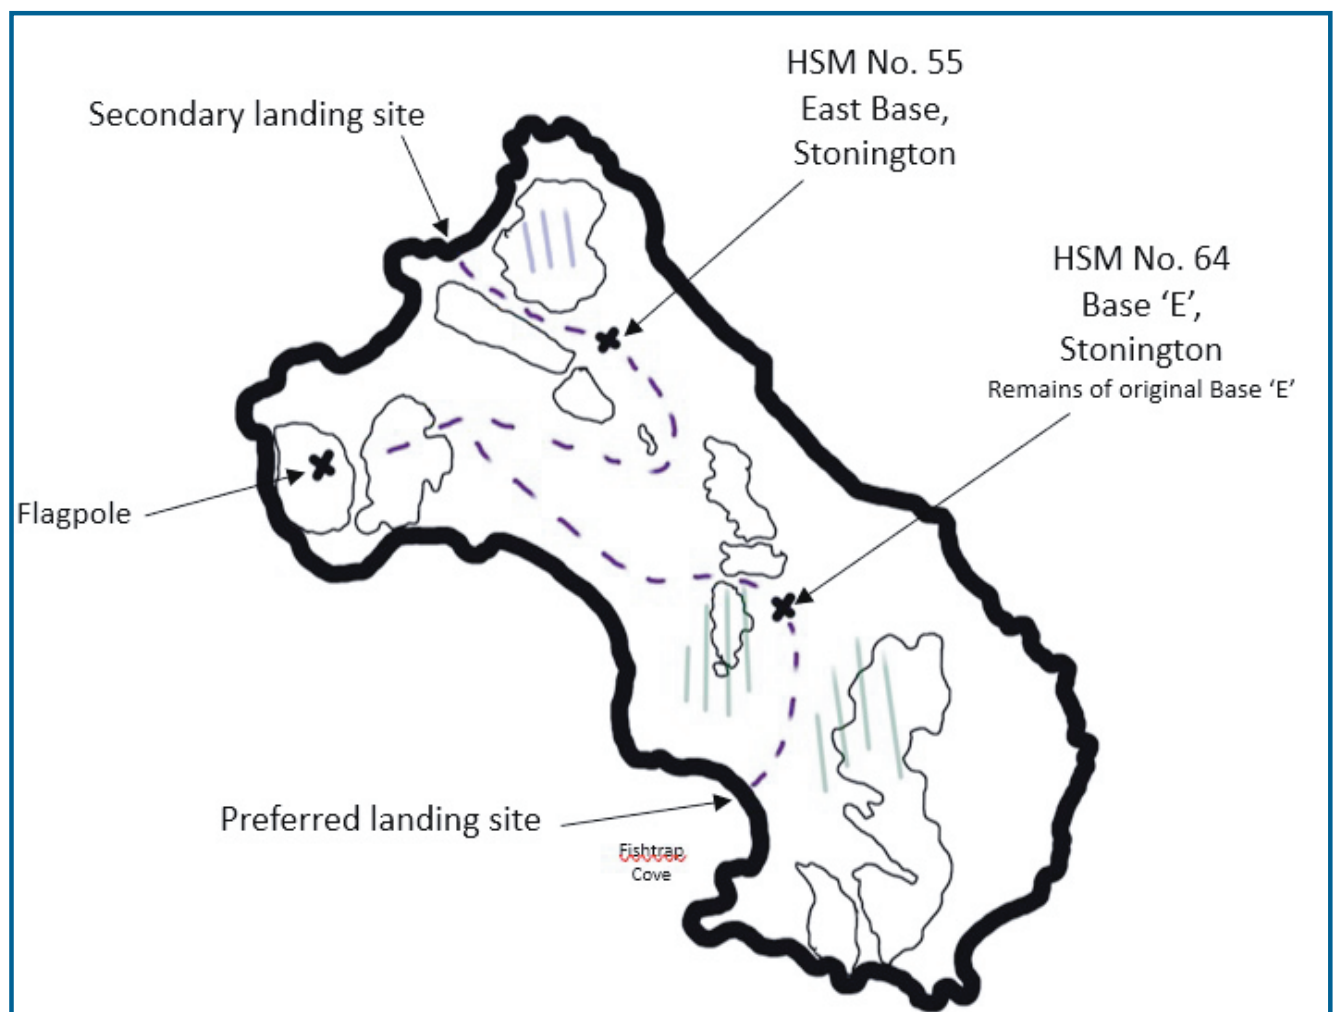 HSM No. 55
East Base,
Stonington
Secondary landing site
HSM No. 64
Base ‘E’,
Stonington
Remains of original Base ‘E’
Flagpole
Preferred landing site
Fishtrap
Cove